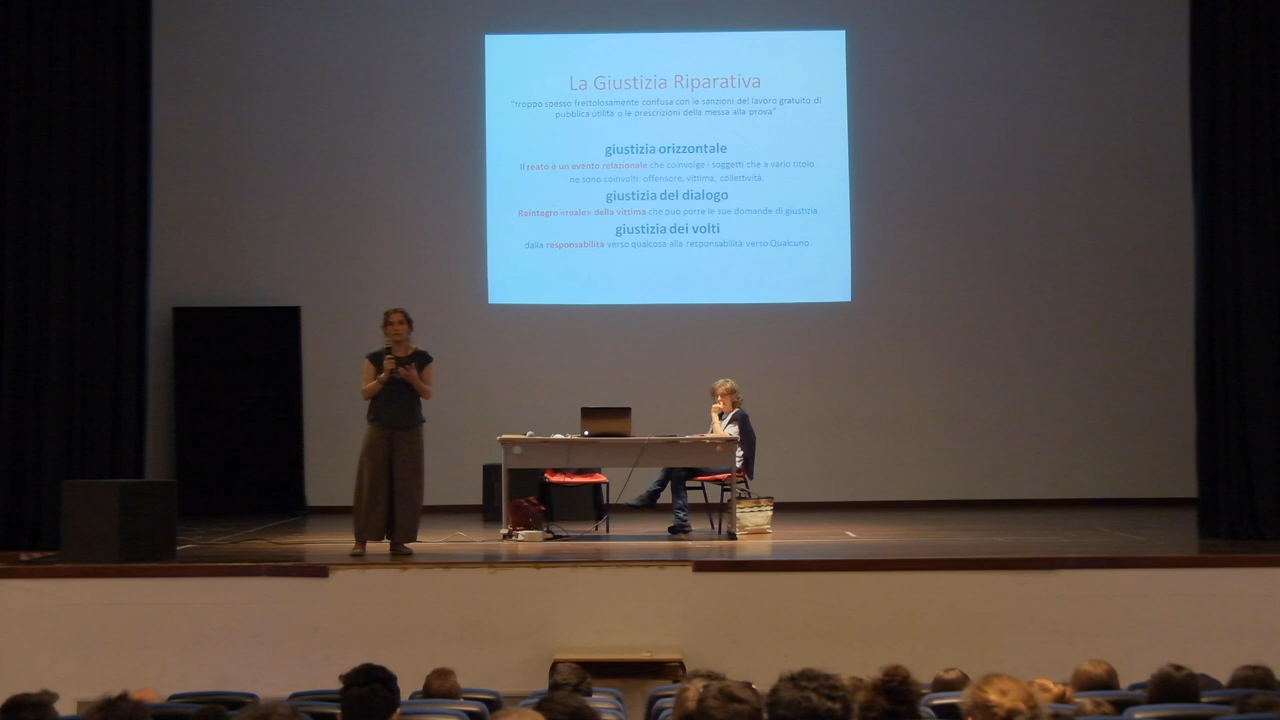 La Giustizia Riparativa
"troppo spesso frettolosamente confusa con le sanzioni del lavoro gratuito di
pubblica utilità o le prescrizioni della messa alla prova"
giustizia orizzontale
Il reato è un evento relazionale che coinvolge i soggetti che a vario titolo
ne sono coinvolti: offensore, vittima, collettività.
giustizia del dialogo
Reintegro «reale» della vittima che può porre le sue domande di giustizia
giustizia dei volti
dalla responsabilità verso qualcosa alla responsabilità verso Qualcuno.